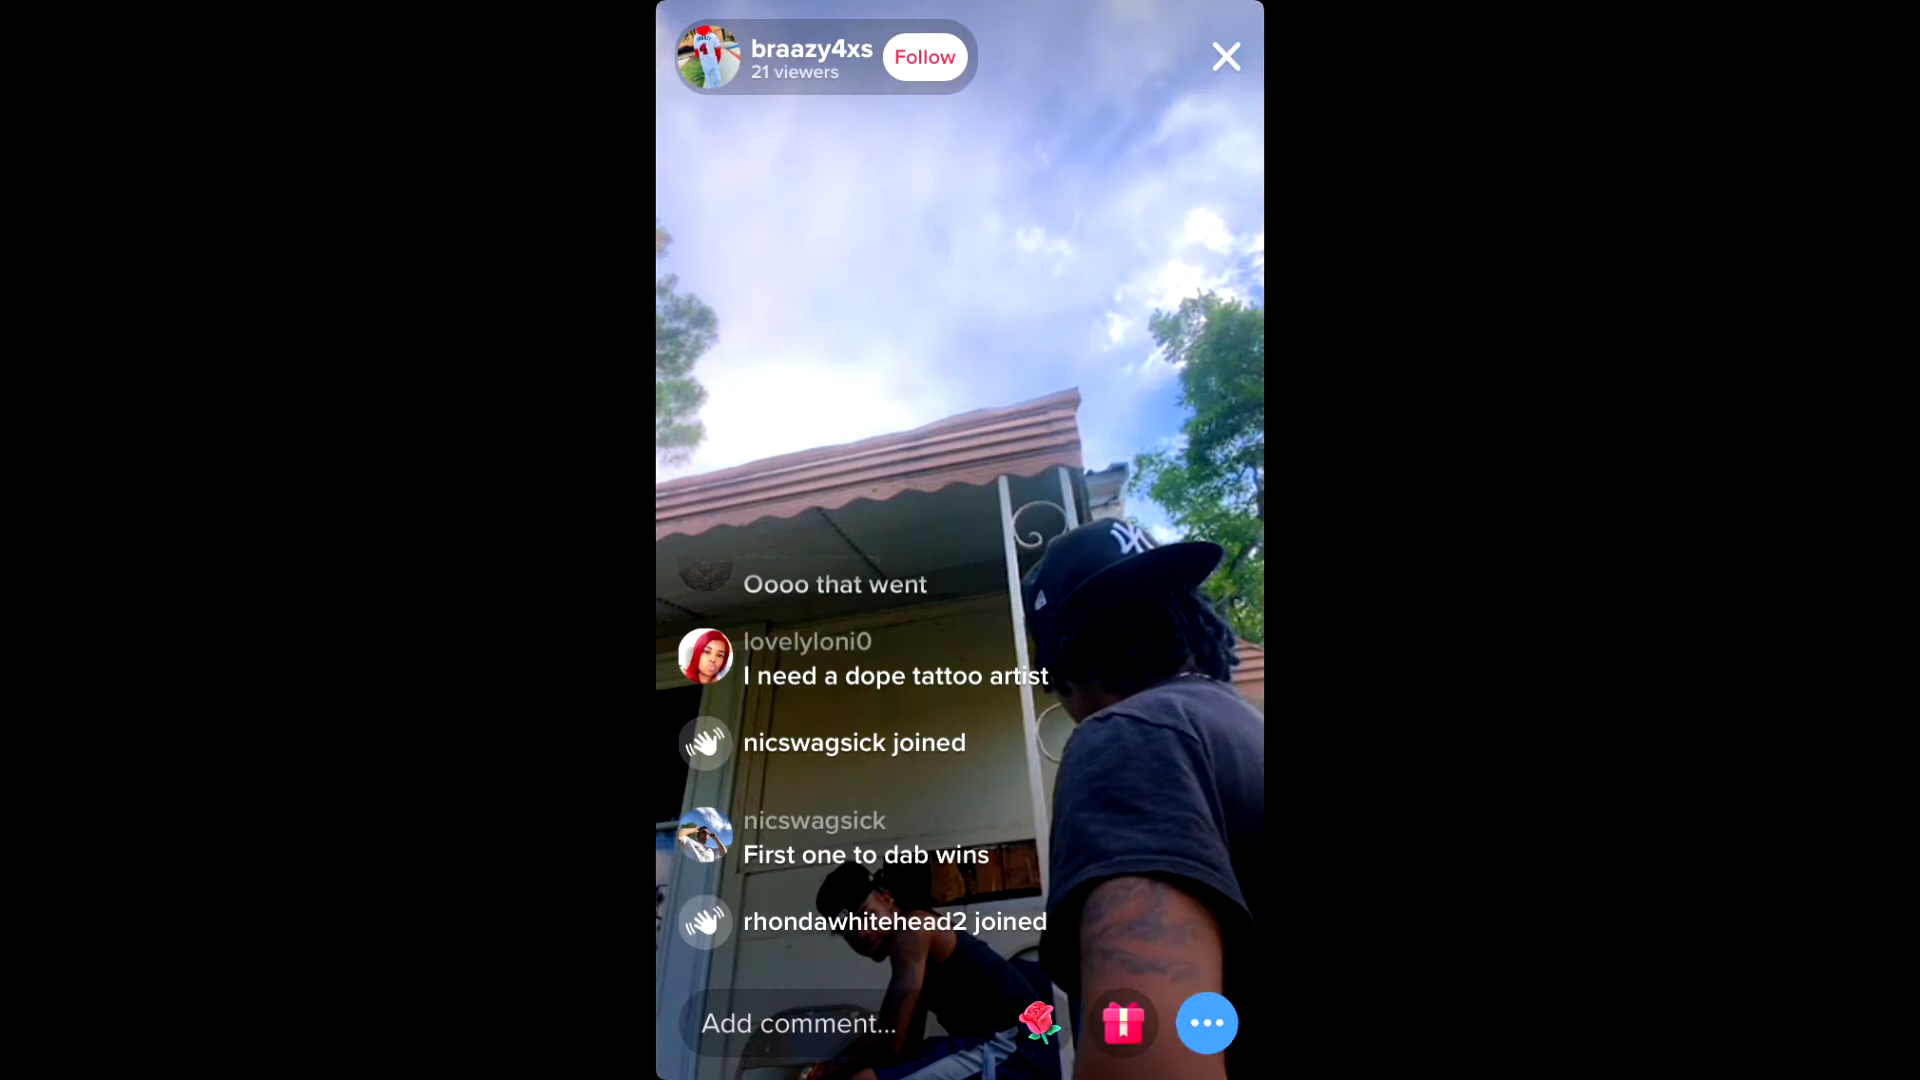 braazy4xs
21 viewers
Follow
Oooo that went
lovelyloni0
I need a dope tattoo artist
nicswagsick joined
nicswagsick
First one to dab wins
rhondawhitehead2 joined
Add comment...